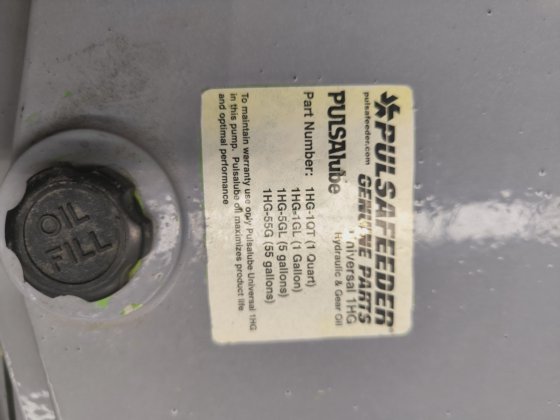 PULSAFEEDER
GENUINE PARTS
pulsafeeder.com
Universal 1HG
PULSAlube Hydraulic & Gear Oil
Part Number: 1HG-1QT (1 Quart)
1HG-1GL (1 Gallon)
1HG-5GL (5 gallons)
1HG-55G (55 gallons)
To maintain warranty use only Pulsalube Universal 1HG
in this pump. Pulsalube oil maximizes product life
and optimal performance
OIL
FILL